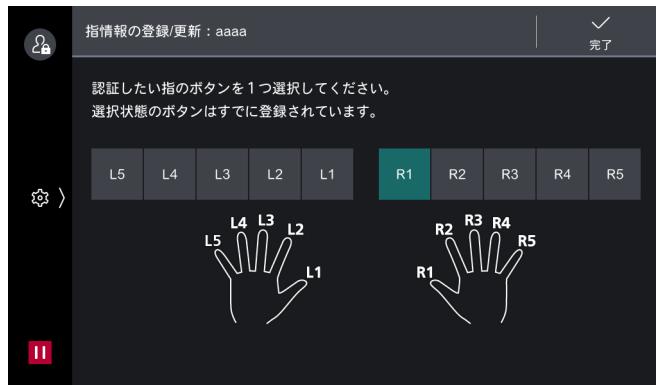 指情報の登録/更新：aaaa
完了
認証したい指のボタンを１つ選択してください。
選択状態のボタンはすでに登録されています。
L5 L4 L3 L2 L1 R1 R2 R3 R4 R5
L5 L4 L3 L2 L1 R1 R2 R3 R4 R5